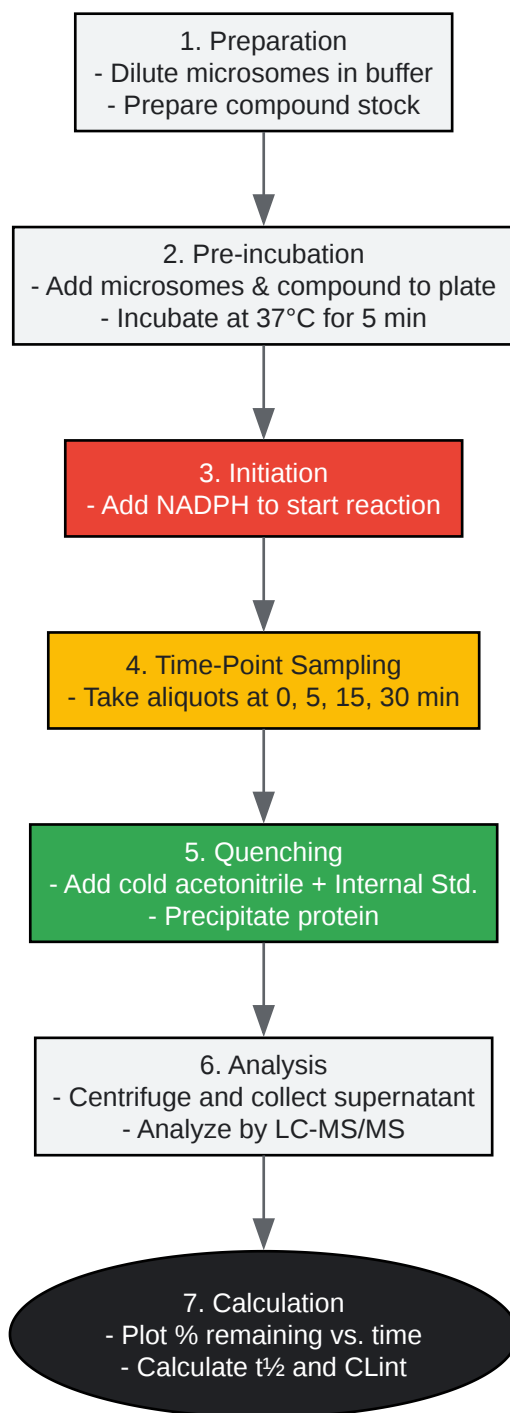 1. Preparation
- Dilute microsomes in buffer
- Prepare compound stock
2. Pre-incubation
- Add microsomes & compound to plate
- Incubate at 37°C for 5 min
3. Initiation
- Add NADPH to start reaction
4. Time-Point Sampling
- Take aliquots at 0, 5, 15, 30 min
5. Quenching
- Add cold acetonitrile + Internal Std.
- Precipitate protein
6. Analysis
- Centrifuge and collect supernatant
- Analyze by LC-MS/MS
7. Calculation
- Plot % remaining vs. time
- Calculate t½ and CLint